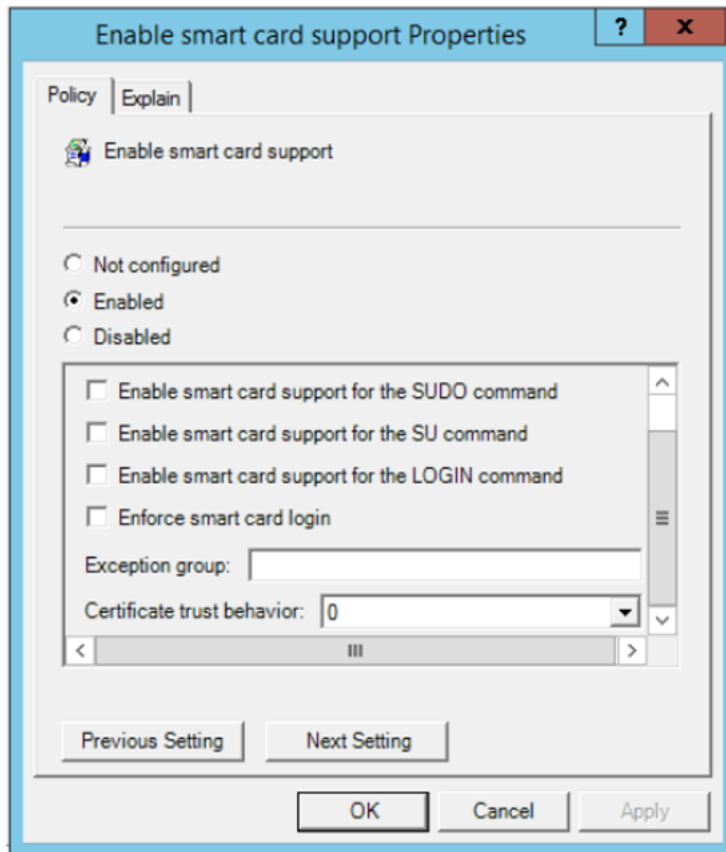 Enable smart card support Properties
?
x
Policy
Explain
Enable smart card support
Not configured
Enabled
Disabled
Enable smart card support for the SUDO command
Enable smart card support for the SU command
Enable smart card support for the LOGIN command
Enforce smart card login
Exception group:
Certificate trust behavior: 0
Previous Setting
Next Setting
OK
Cancel
Apply